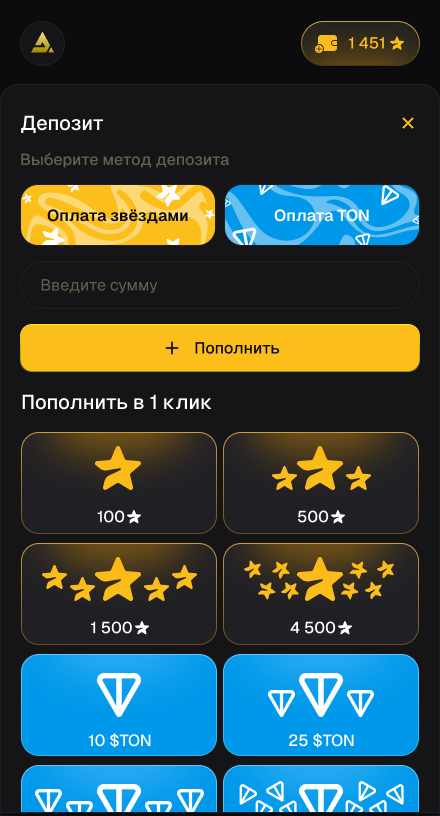 1 451
Депозит
Выберите метод депозита
Оплата звёздами
Оплата TON
Введите сумму
Пополнить
Пополнить в 1 клик
100
500
1 500
4 500
10 $TON
25 $TON